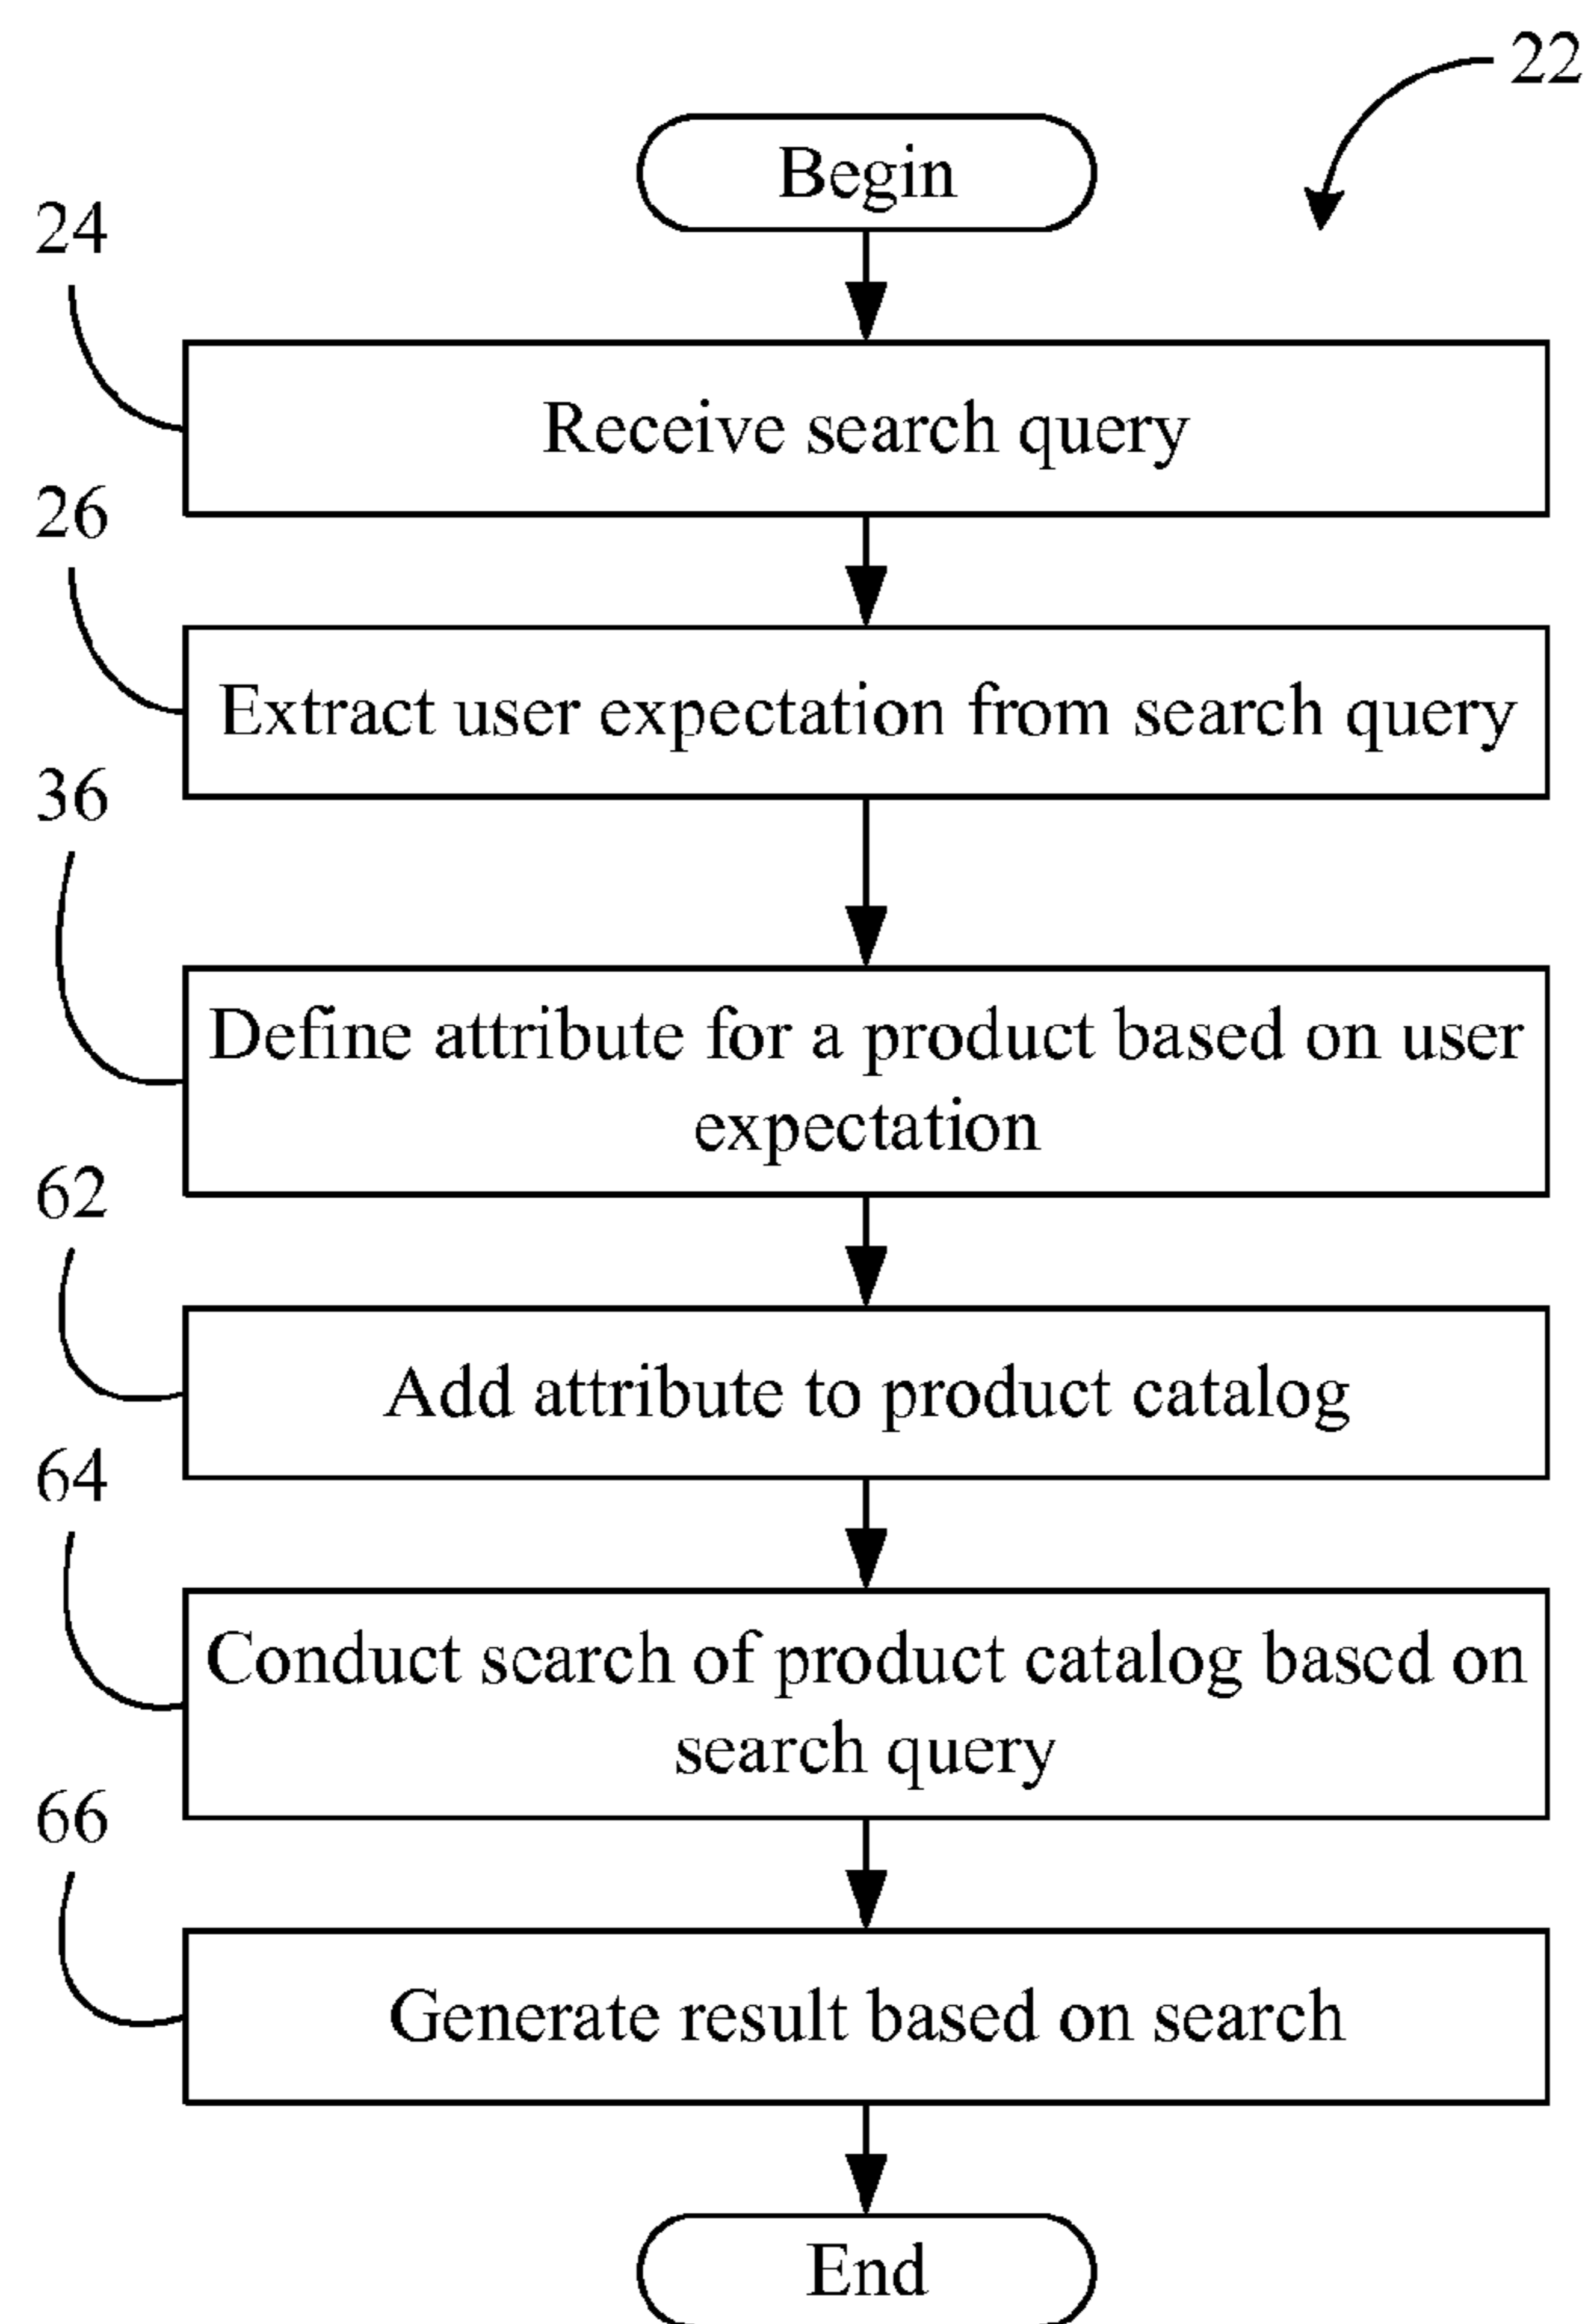 22
Begin
24
Receive search query
26
Extract user expectation from search query
36
Define attribute for a product based on user
expectation
62
Add attribute to product catalog
64
Conduct search of product catalog based on
search query
66
Generate result based on search
End